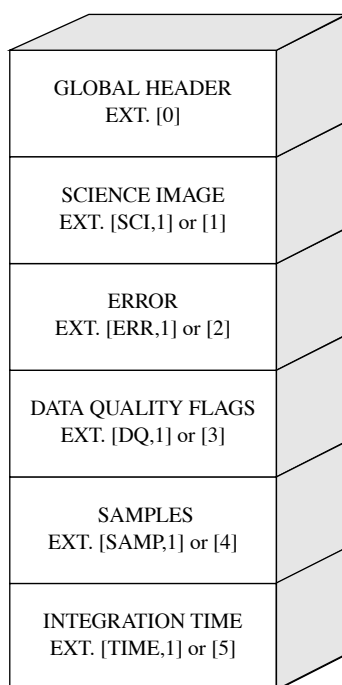 GLOBAL HEADER
EXT. [0]
SCIENCE IMAGE
EXT. [SCI,1] or [1]
ERROR
EXT. [ERR,1] or [2]
DATA QUALITY FLAGS
EXT. [DQ,1] or [3]
SAMPLES
EXT. [SAMP,1] or [4]
INTEGRATION TIME
EXT. [TIME,1] or [5]